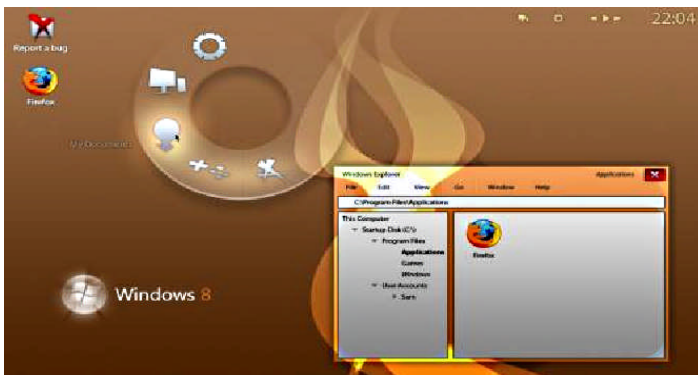 22:04
Report a bug
Firefox
My Documents
Windows Explorer
Applications
File Edit View Go Window Help
C:\Program Files\Applications
This Computer
Startup Disk (C:\)
Program Files
Applications
Games
Windows
User Accounts
Sam
Firefox
Windows 8